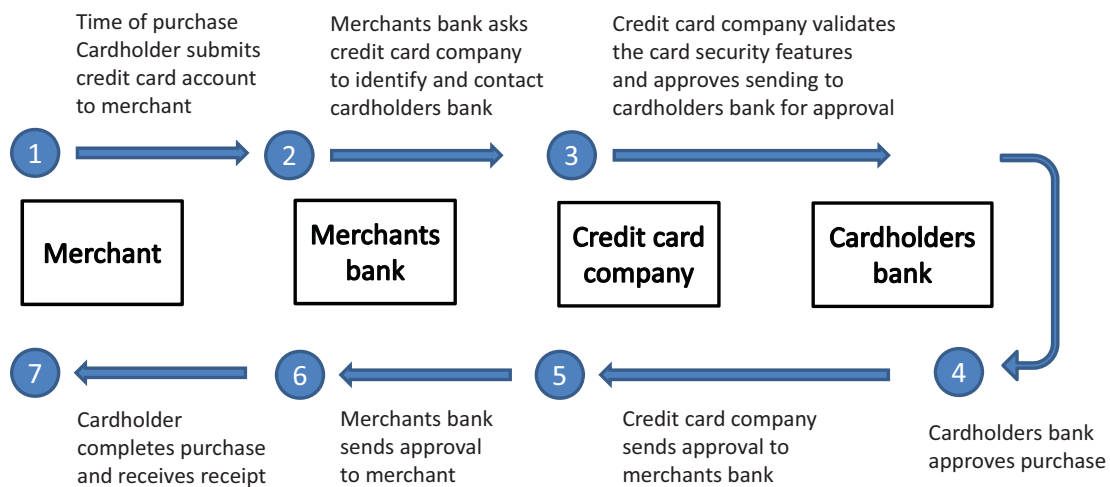 Time of purchase
Cardholder submits
credit card account
to merchant
Merchants bank asks
credit card company
to identify and contact
cardholders bank
Credit card company validates
the card security features
and approves sending to
cardholders bank for approval
1
2
3
Merchant
Merchants
bank
Credit card
company
Cardholders
bank
7
6
5
4
Cardholder
completes purchase
and receives receipt
Merchants bank
sends approval
to merchant
Credit card company
sends approval to
merchants bank
Cardholders bank
approves purchase